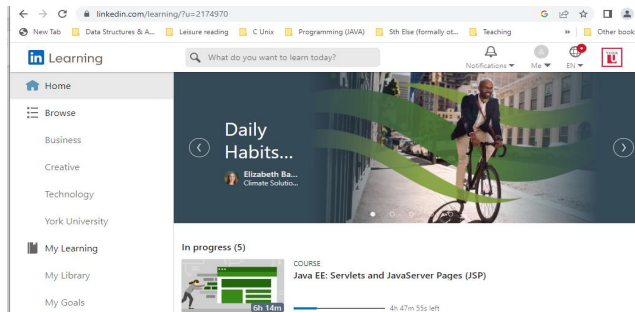 linkedin.com/learning/?u=2174970
New Tab Data Structures & A... Leisure reading C Unix Programming (JAVA) Sth Else (formally ot... Teaching » Other book
in Learning What do you want to learn today? Notifications Me EN
U
Home
Browse
Business
Creative
Technology
York University
My Learning
My Library
My Goals
Daily
Habits...
Elizabeth Ba...
Climate Solutio...
In progress (5)
COURSE
Java EE: Servlets and JavaServer Pages (JSP)
6h 14m
4h 47m 55s left